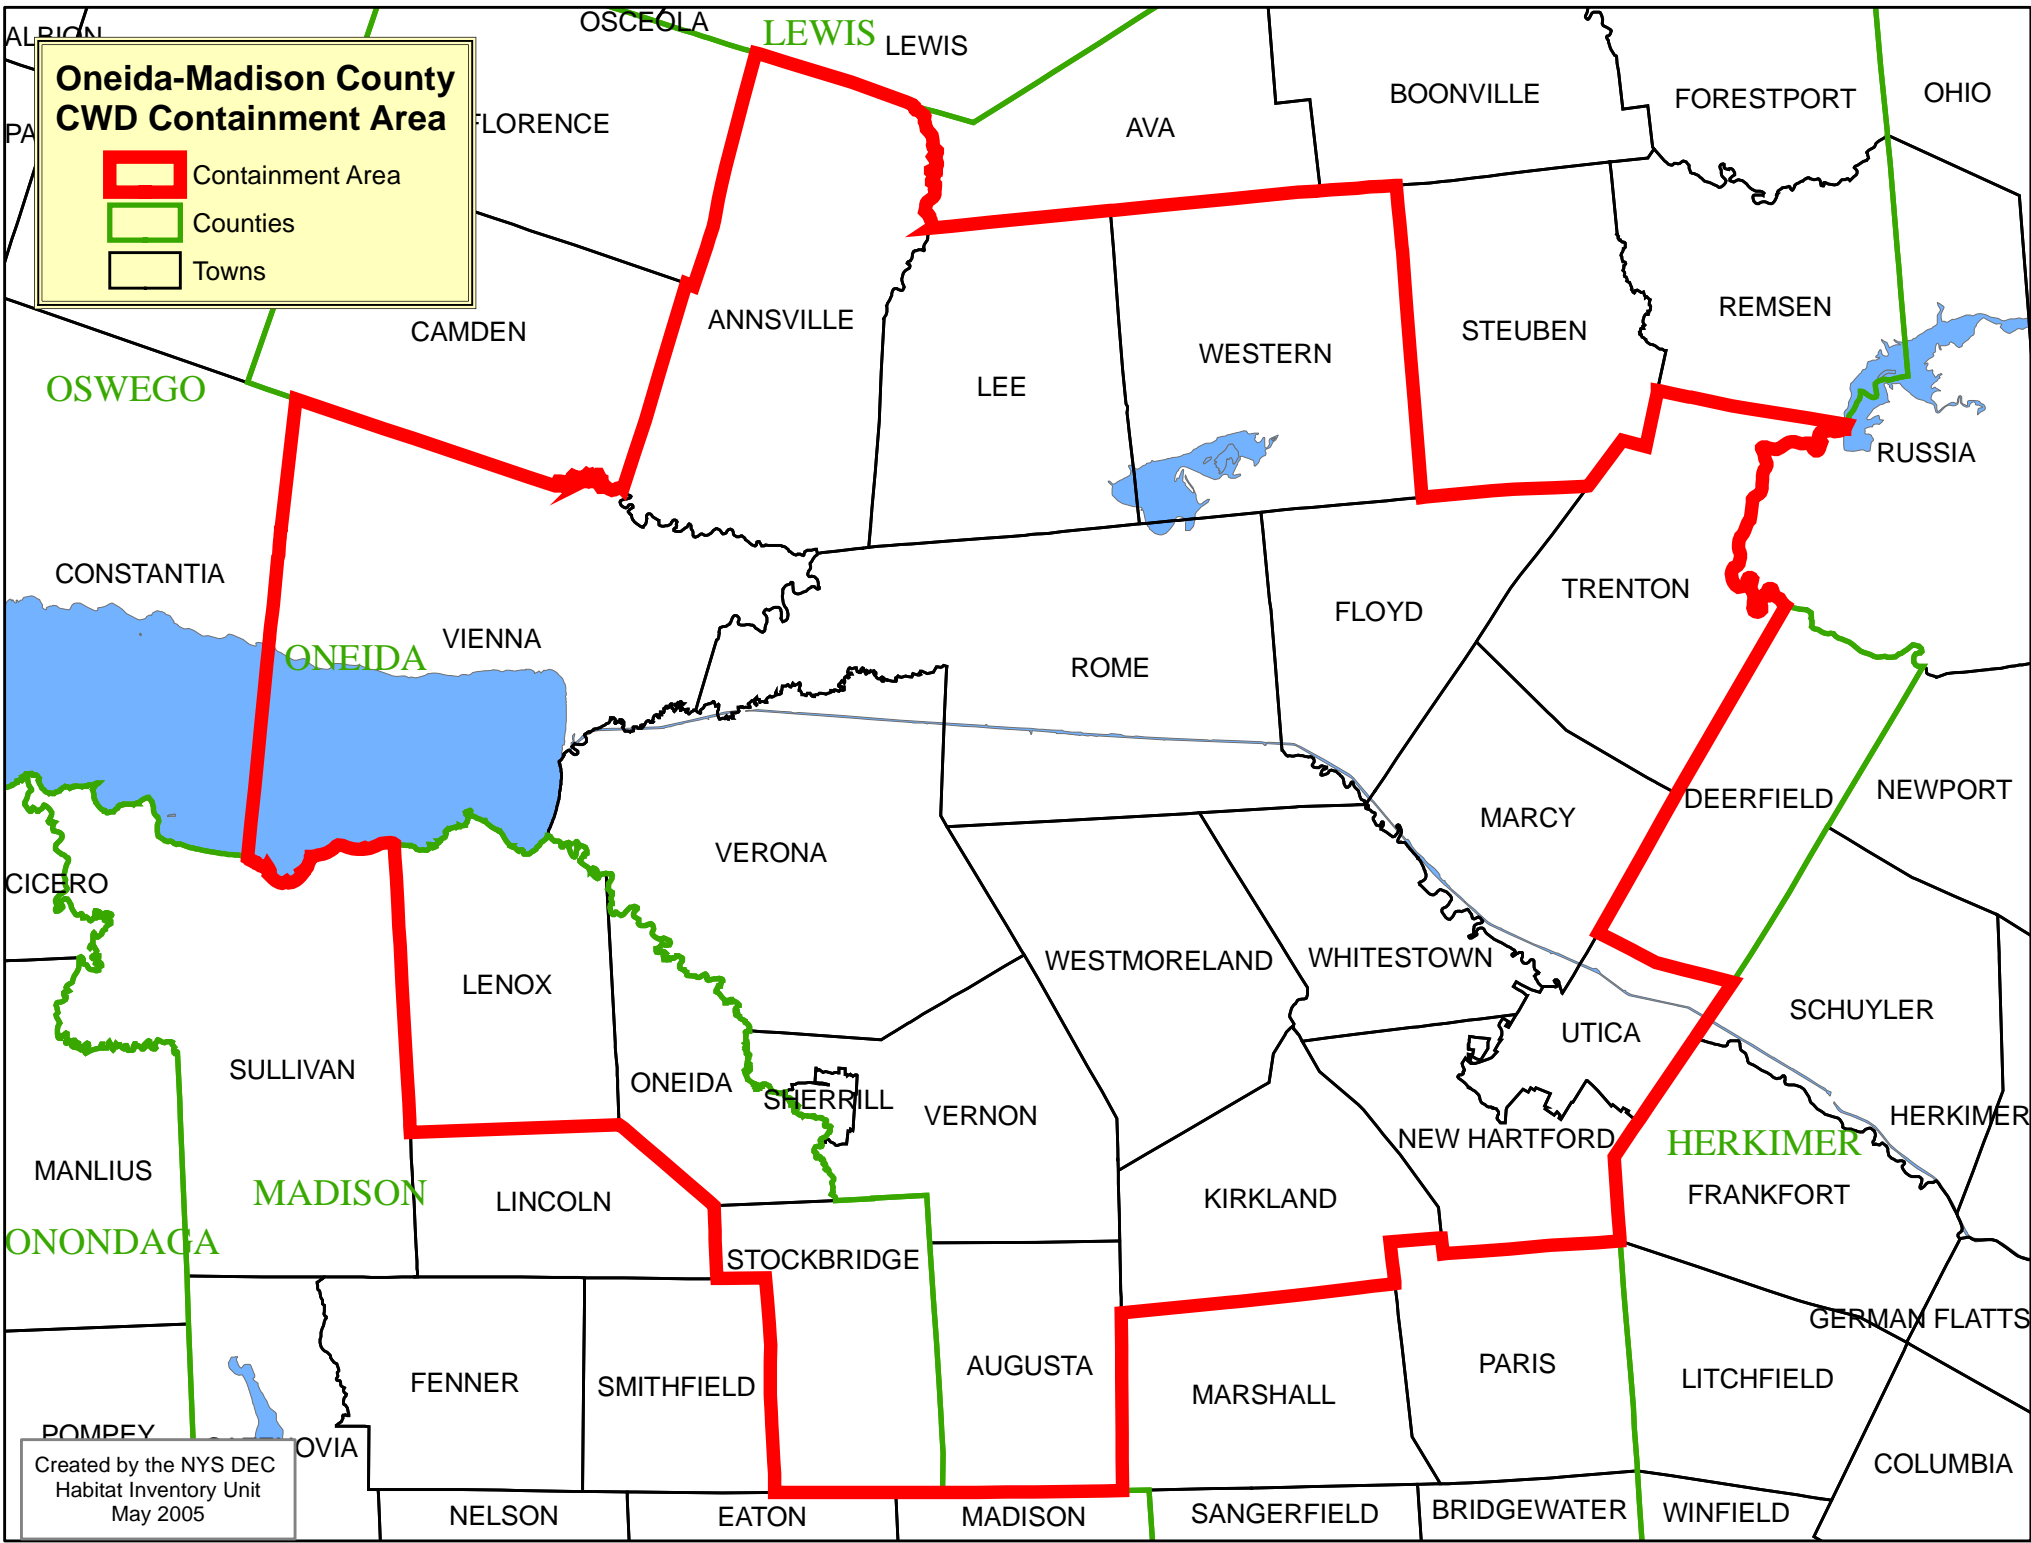 OSCEOLA
LEWIS
LEWIS
ALBION
Oneida-Madison County
CWD Containment Area
Containment Area
Counties
Towns
PA
FLORENCE
AVA
BOONVILLE
FORESTPORT
OHIO
CAMDEN
ANNSVILLE
LEE
WESTERN
STEUBEN
REMSEN
OSWEGO
RUSSIA
CONSTANTIA
VIENNA
ONEIDA
ROME
FLOYD
TRENTON
CICERO
VERONA
MARCY
DEERFIELD
NEWPORT
LENOX
WESTMORELAND
WHITESTOWN
SCHUYLER
SULLIVAN
ONEIDA
SHERRILL
VERNON
UTICA
HERKIMER
MANLIUS
MADISON
LINCOLN
KIRKLAND
NEW HARTFORD
HERKIMER
FRANKFORT
ONONDAGA
STOCKBRIDGE
GERMAN FLATTS
FENNER
SMITHFIELD
AUGUSTA
MARSHALL
PARIS
LITCHFIELD
POMPEY
OVIA
COLUMBIA
Created by the NYS DEC
Habitat Inventory Unit
May 2005
NELSON
EATON
MADISON
SANGERFIELD
BRIDGEWATER
WINFIELD